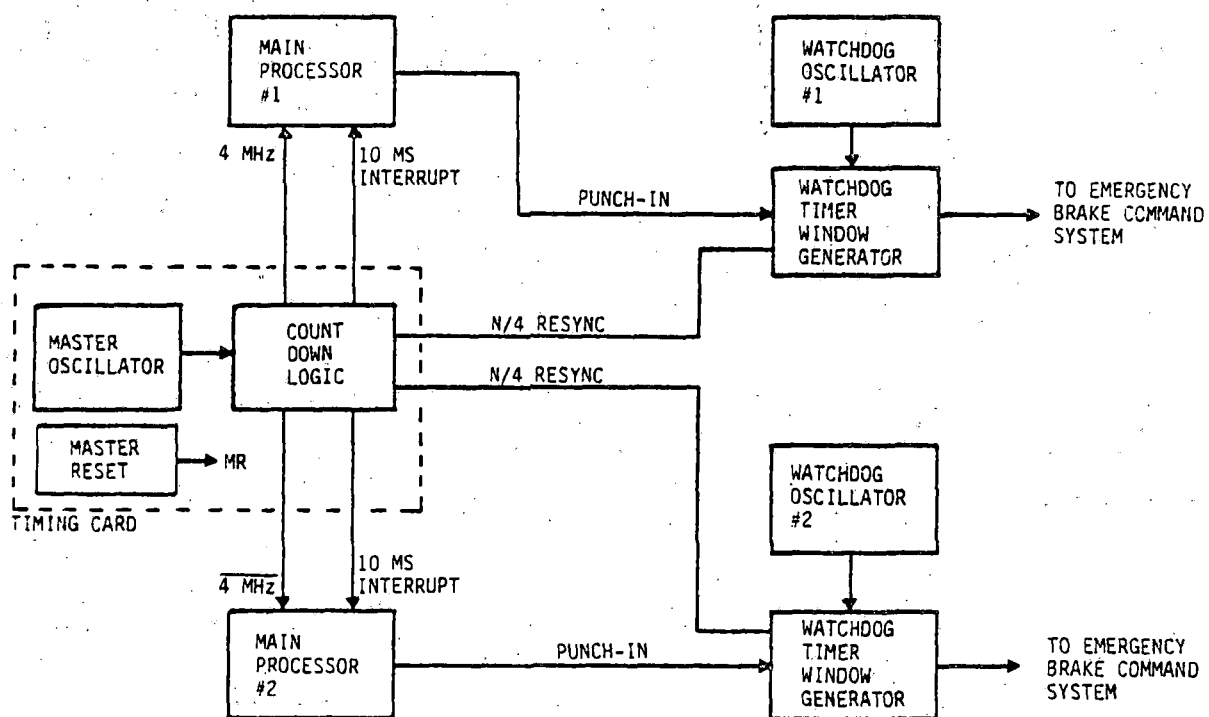 MAIN
PROCESSOR
#1
WATCHDOG
OSCILLATOR
#1
4 MHz
10 MS
INTERRUPT
PUNCH-IN
WATCHDOG
TIMER
WINDOW
GENERATOR
TO EMERGENCY
BRAKE COMMAND
SYSTEM
MASTER
OSCILLATOR
COUNT
DOWN
LOGIC
N/4 RESYNC
N/4 RESYNC
MASTER
RESET
MR
TIMING CARD
WATCHDOG
OSCILLATOR
#2
4 MHz
10 MS
INTERRUPT
MAIN
PROCESSOR
#2
PUNCH-IN
WATCHDOG
TIMER
WINDOW
GENERATOR
TO EMERGENCY
BRAKE COMMAND
SYSTEM